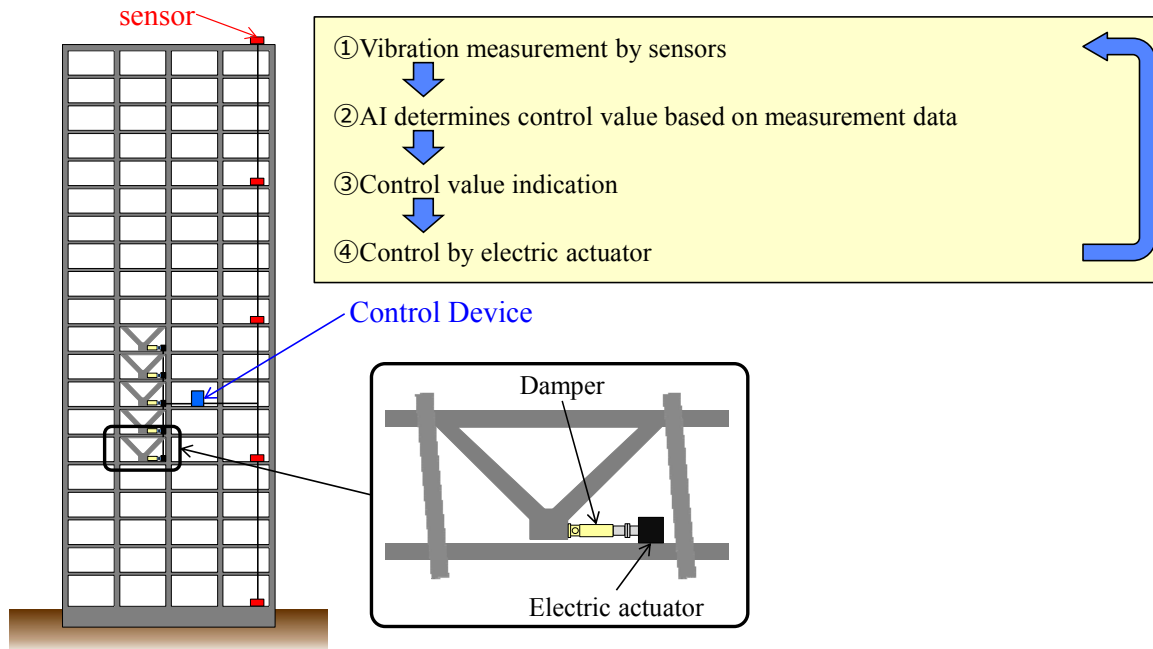 sensor
①Vibration measurement by sensors
②AI determines control value based on measurement data
③Control value indication
④Control by electric actuator
Control Device
Damper
Electric actuator